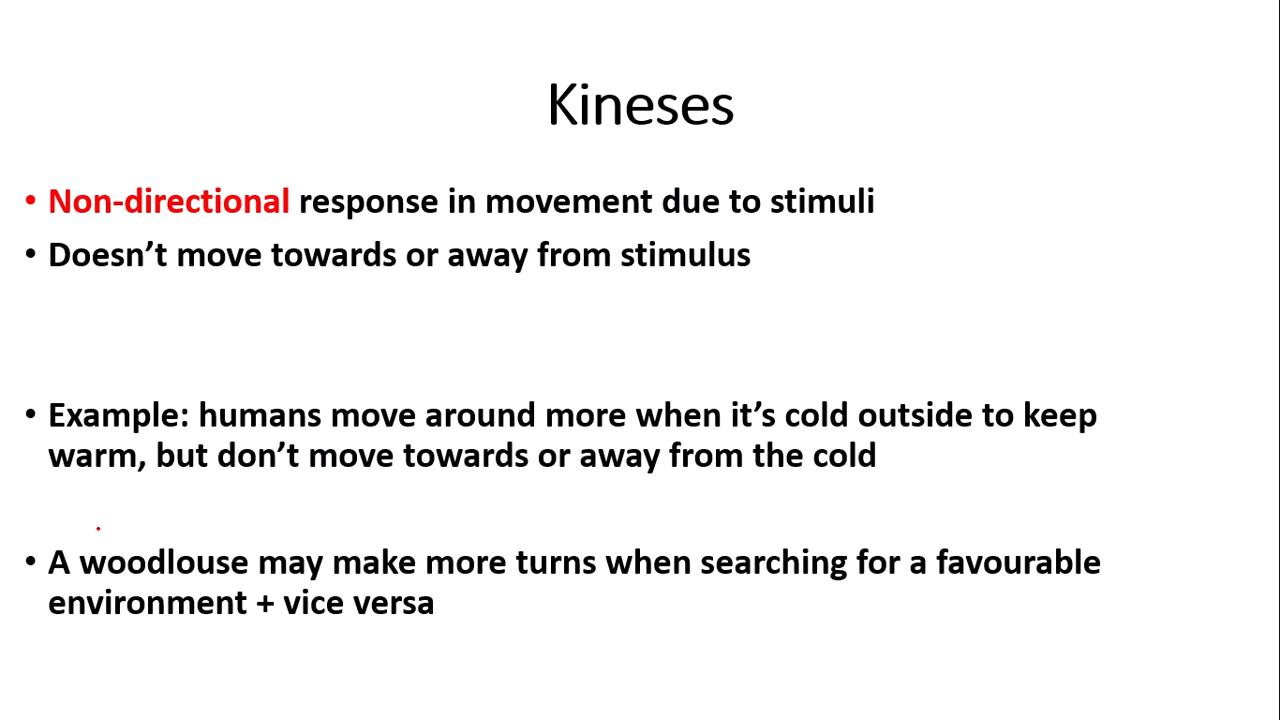 Kineses
• Non-directional response in movement due to stimuli
• Doesn’t move towards or away from stimulus
• Example: humans move around more when it’s cold outside to keep
warm, but don’t move towards or away from the cold
• A woodlouse may make more turns when searching for a favourable
environment + vice versa